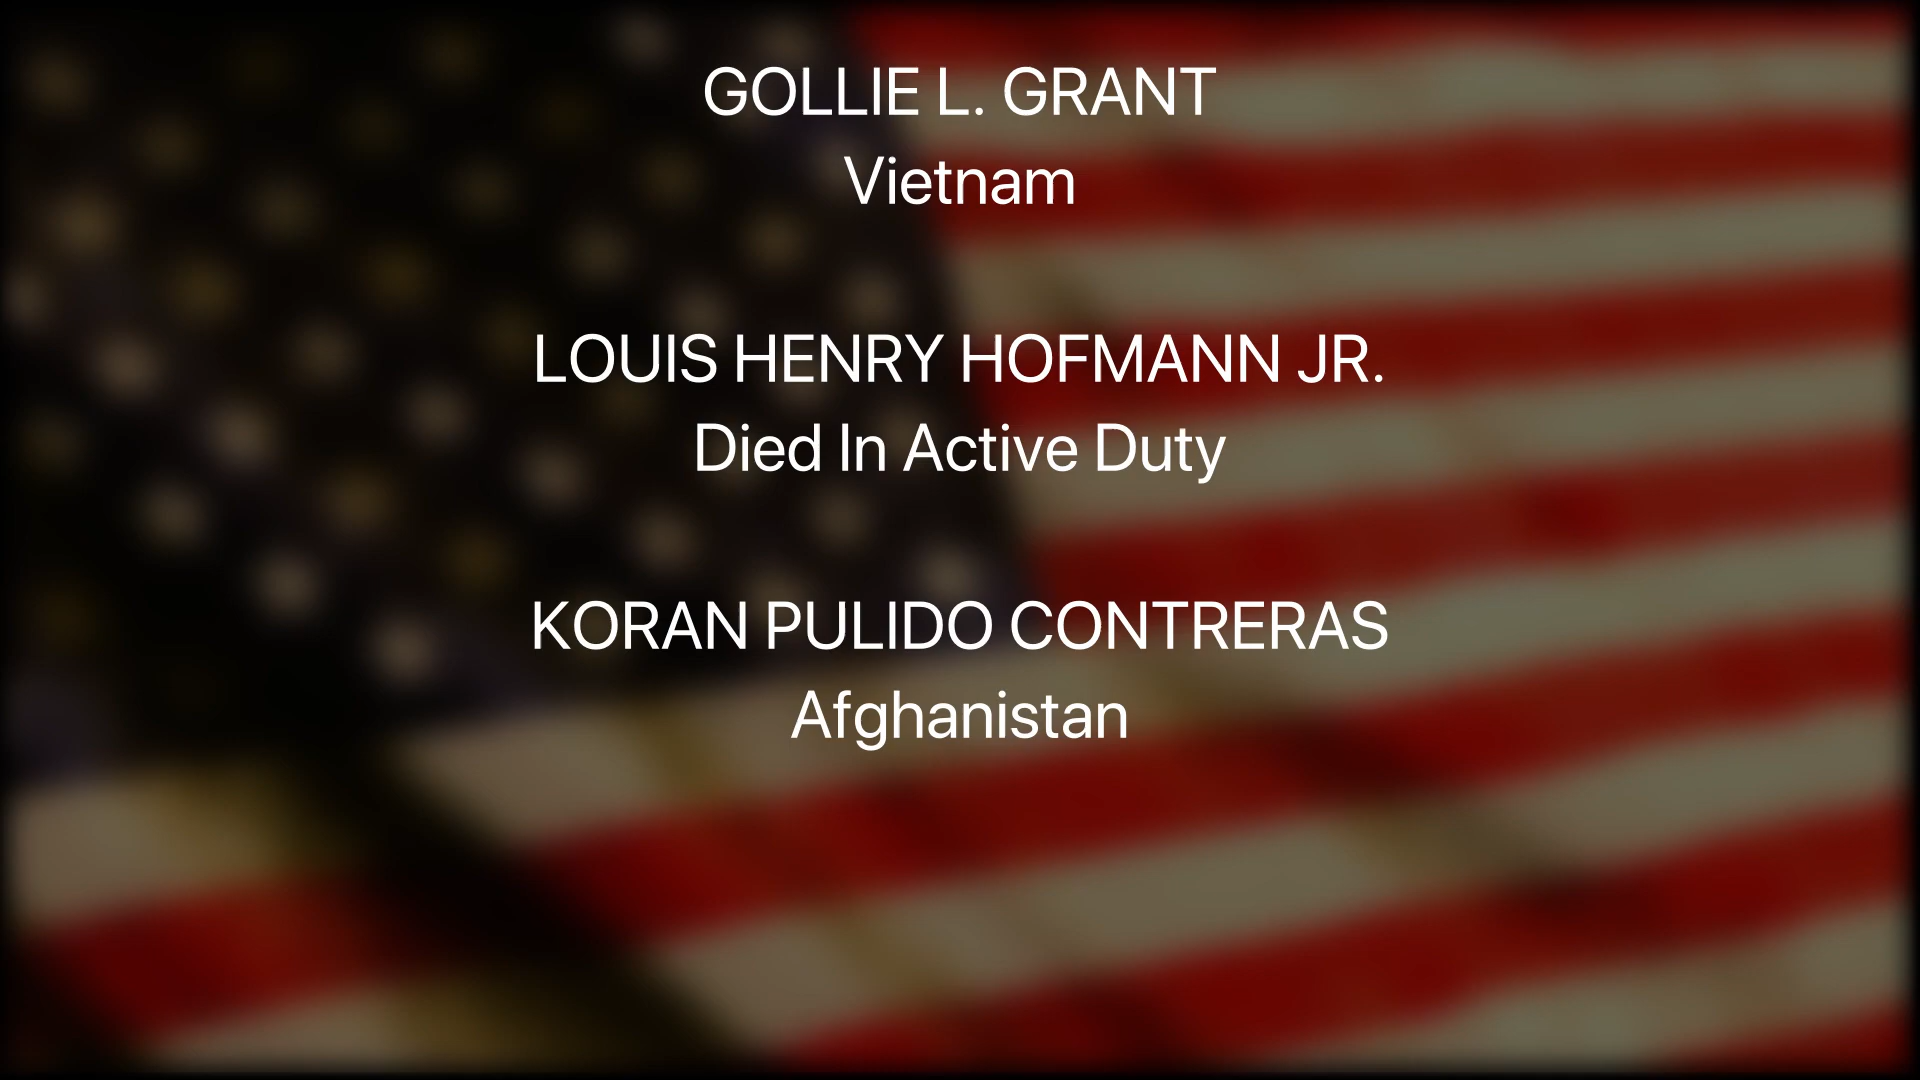 GOLLIE L. GRANT
Vietnam
LOUIS HENRY HOFMANN JR.
Died In Active Duty
KORAN PULIDO CONTRERAS
Afghanistan